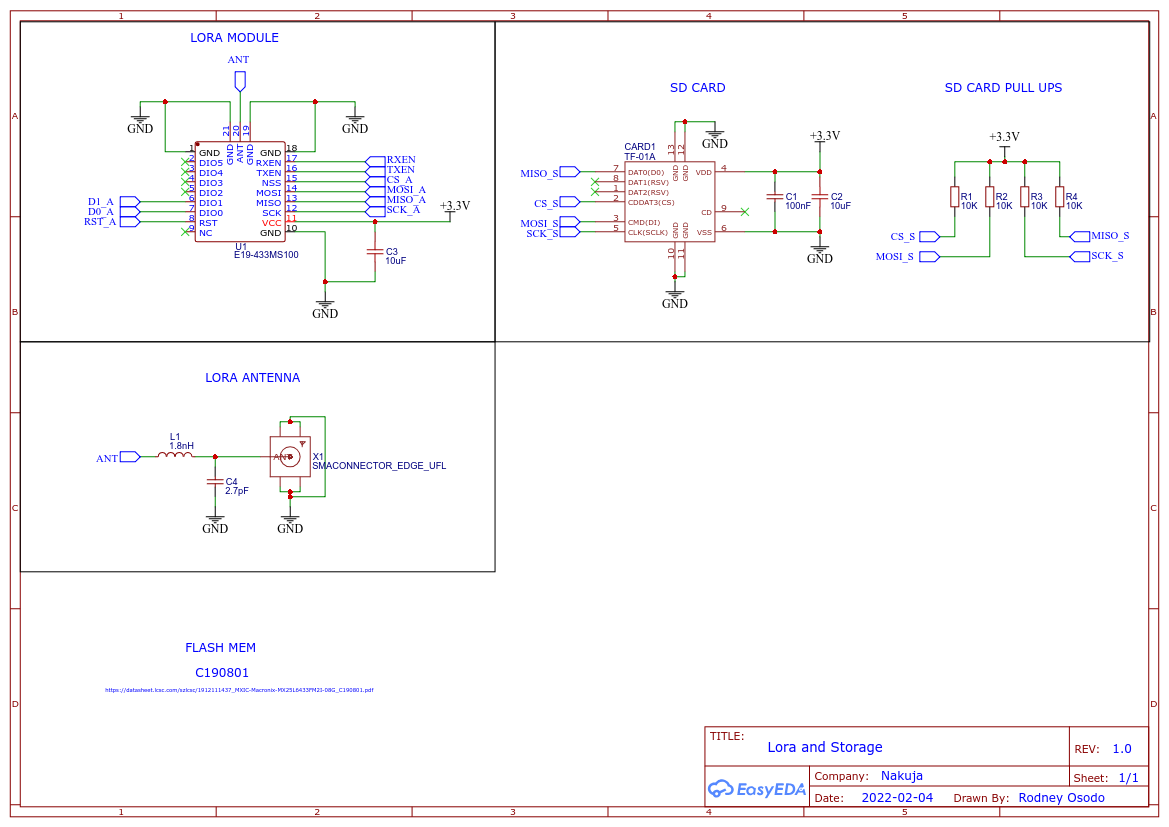 1 2 3 4 5
A
B
C
D
A
B
C
D
1 2 3 4 5
LORA MODULE
ANT
GND
GND
21 20 19
GND ANT GND
1 GND
2 DIO5
3 DIO4
4 DIO3
5 DIO2
6 DIO1
7 DIO0
8 RST
9 NC
GND 18
RXEN 17
TXEN 16
NSS 15
MOSI 14
MISO 13
SCK 12
VCC 11
GND 10
D1_A
D0_A
RST_A
RXEN
TXEN
CS_A
MOSI_A
MISO_A
SCK_A
+3.3V
U1
E19-433MS100
C3
10uF
GND
SD CARD
CARD1
TF-01A
13 12
GND GND
GND
+3.3V
MISO_S
CS_S
MOSI_S
SCK_S
7 DAT0(D0)
8 DAT1(RSV)
1 DAT2(RSV)
2 CDDAT3(CS)
3 CMD(DI)
5 CLK(SCLK)
VDD 4
CD 9
VSS 6
GND GND
10 11
GND
C1
100nF
C2
10uF
GND
SD CARD PULL UPS
+3.3V
R1
10K
R2
10K
R3
10K
R4
10K
CS_S
MOSI_S
MISO_S
SCK_S
LORA ANTENNA
ANT
L1
1.8nH
C4
2.7pF
GND
ANT
X1
SMACONNECTOR_EDGE_UFL
GND
FLASH MEM
C190801
https://datasheet.lcsc.com/szlcsc/1912111437_MXIC-Macronix-MX25L6433FM2I-08G_C190801.pdf
TITLE:
Lora and Storage
REV: 1.0
EasyEDA
Company: Nakuja
Sheet: 1/1
Date: 2022-02-04 Drawn By: Rodney Osodo